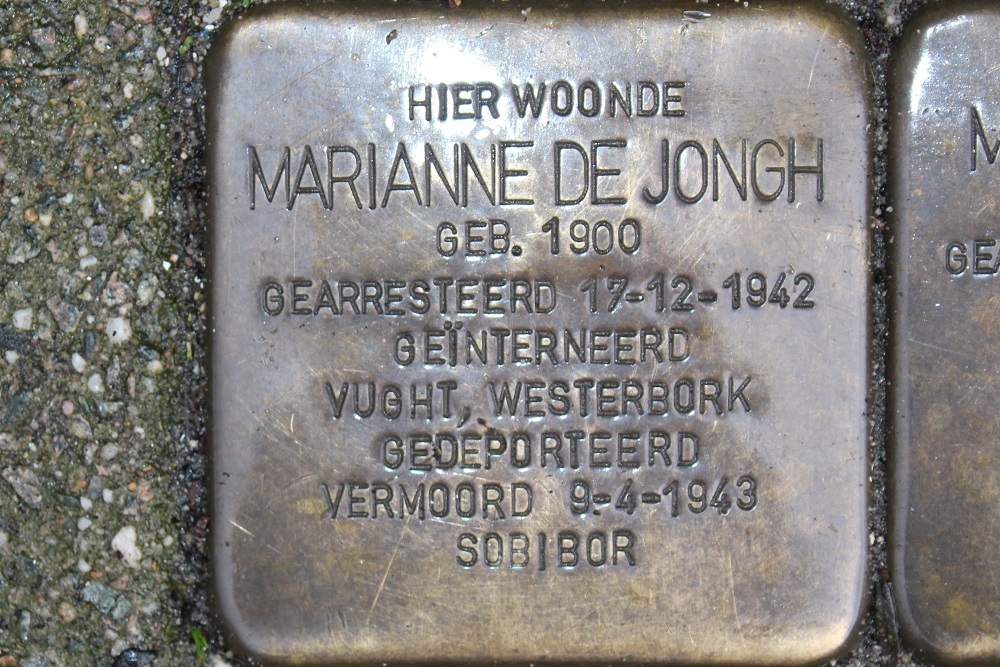 HIER WOONDE
MARIANNE DE JONGH
GEB. 1900
GEARRESTEERD 17-12-1942
GEÏNTERNEERD
VUGHT, WESTERBORK
GEDEPORTEERD
VERMOORD 9-4-1943
SOBIBOR